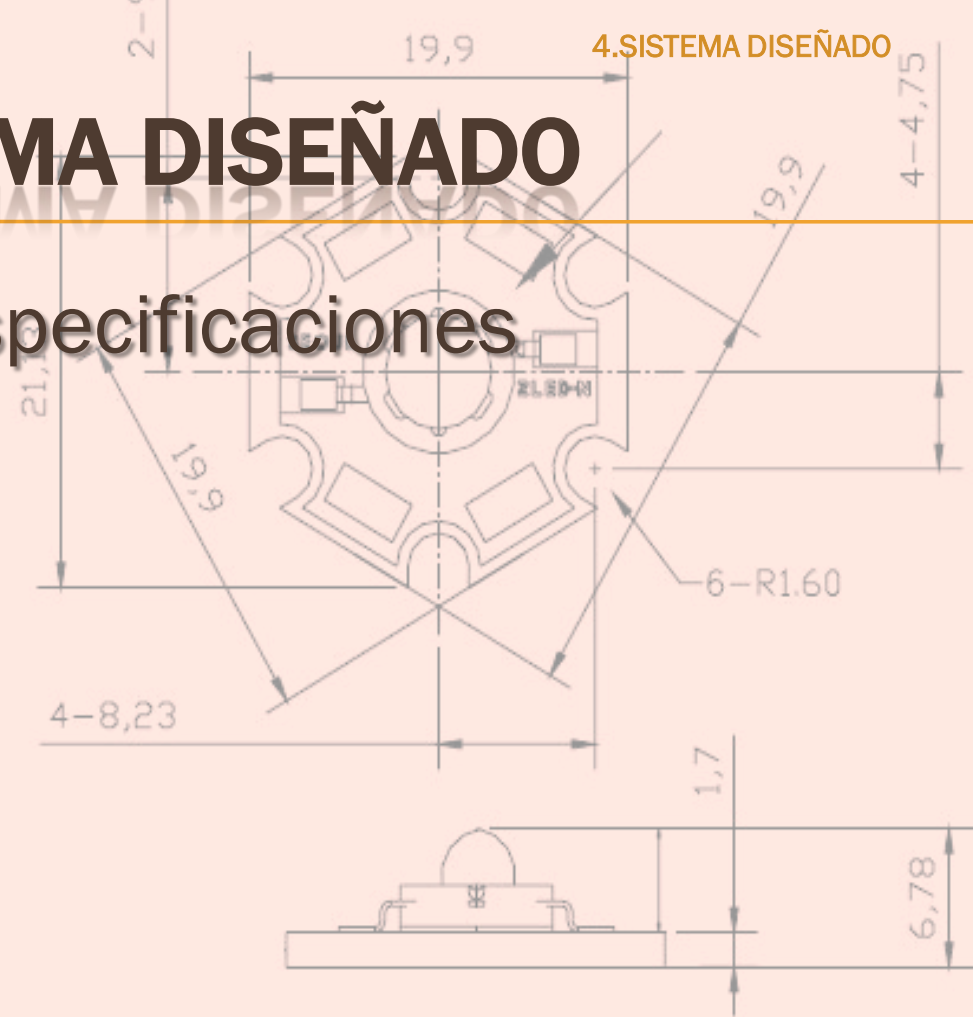 4.SISTEMA DISEÑADO
19,9
4-4,75
MA DISEÑADO
19,9
specificaciones
19,9
6-R1.60
4-8,23
1,7
6,78